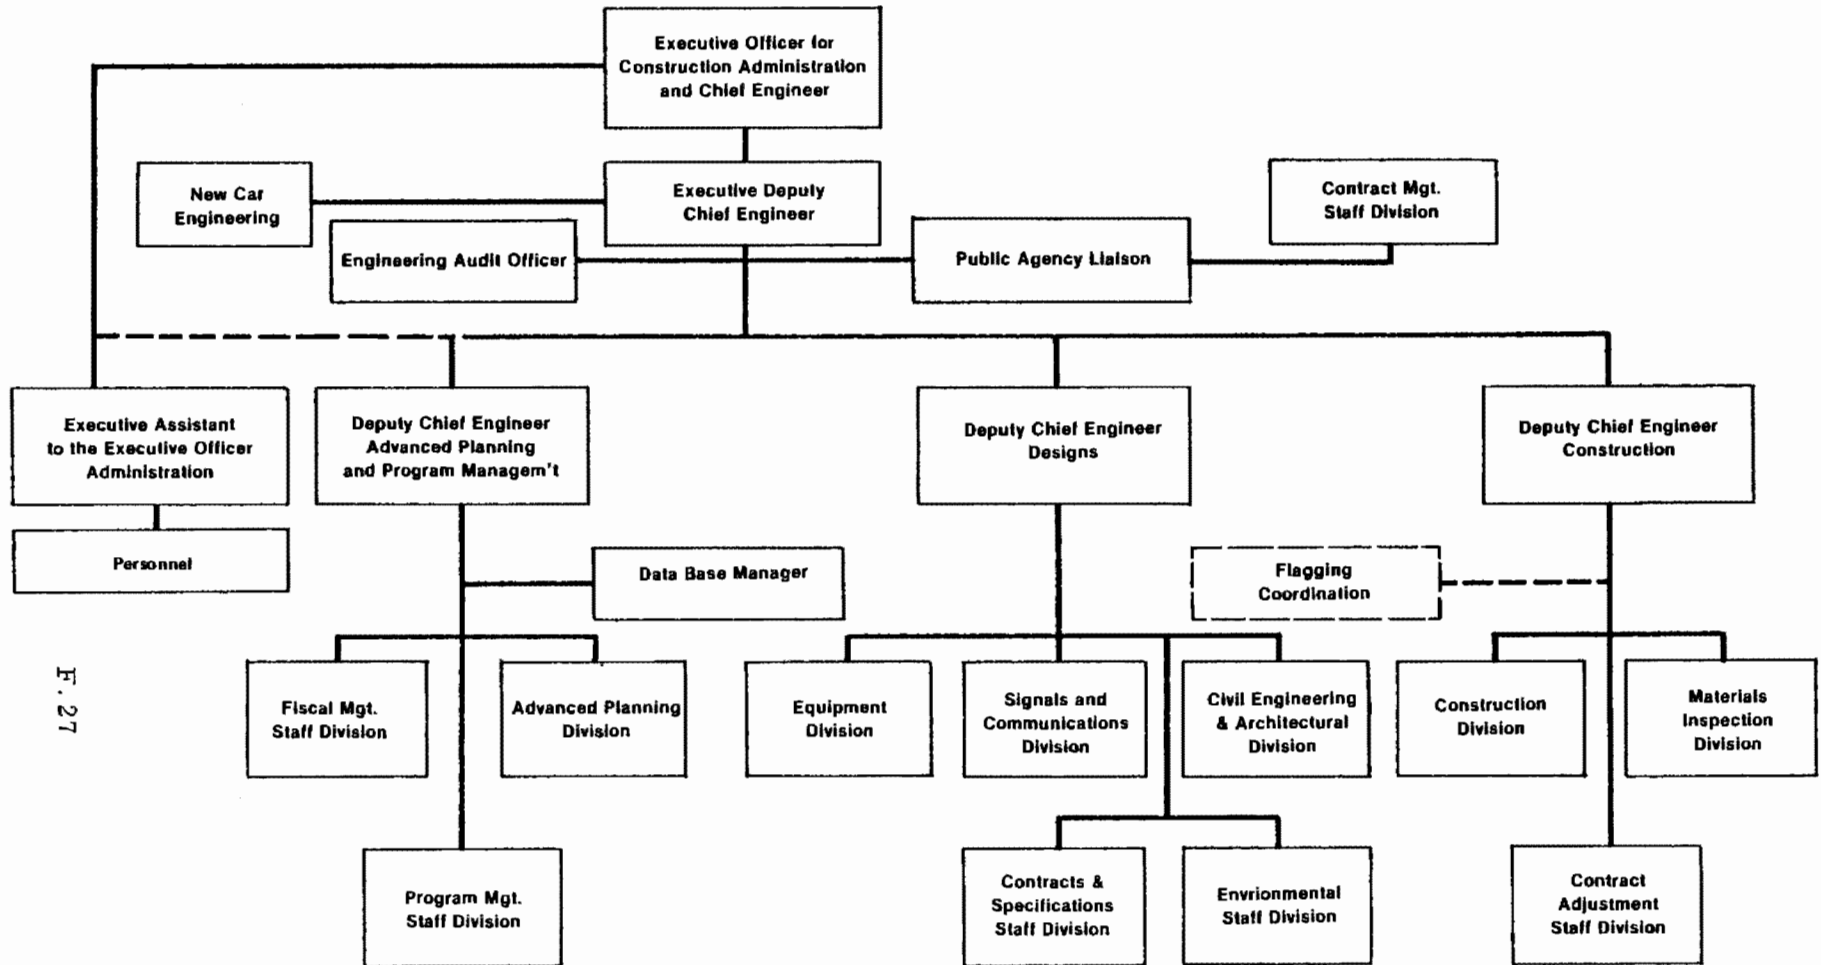 Executive Officer for
Construction Administration
and Chief Engineer
New Car
Engineering
Executive Deputy
Chief Engineer
Contract Mgt.
Staff Division
Engineering Audit Officer
Public Agency Liaison
Executive Assistant
to the Executive Officer
Administration
Deputy Chief Engineer
Advanced Planning
and Program Managem't
Deputy Chief Engineer
Designs
Deputy Chief Engineer
Construction
Personnel
Data Base Manager
Flagging
Coordination
Fiscal Mgt.
Staff Division
Advanced Planning
Division
Equipment
Division
Signals and
Communications
Division
Civil Engineering
& Architectural
Division
Construction
Division
Materials
Inspection
Division
Program Mgt.
Staff Division
Contracts &
Specifications
Staff Division
Envrionmental
Staff Division
Contract
Adjustment
Staff Division
F.27